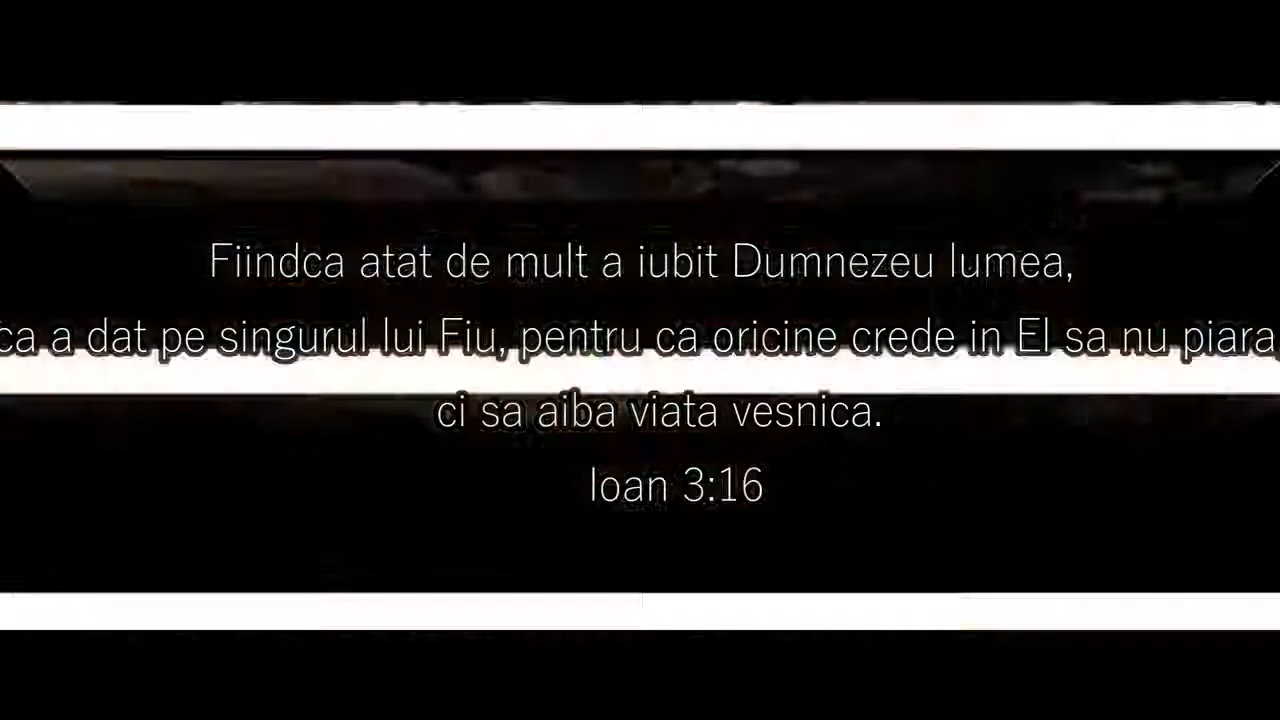 Fiindca atat de mult a iubit Dumnezeu lumea,
ca a dat pe singurul lui Fiu, pentru ca oricine crede in El sa nu piara,
ci sa aiba viata vesnica.
Ioan 3:16